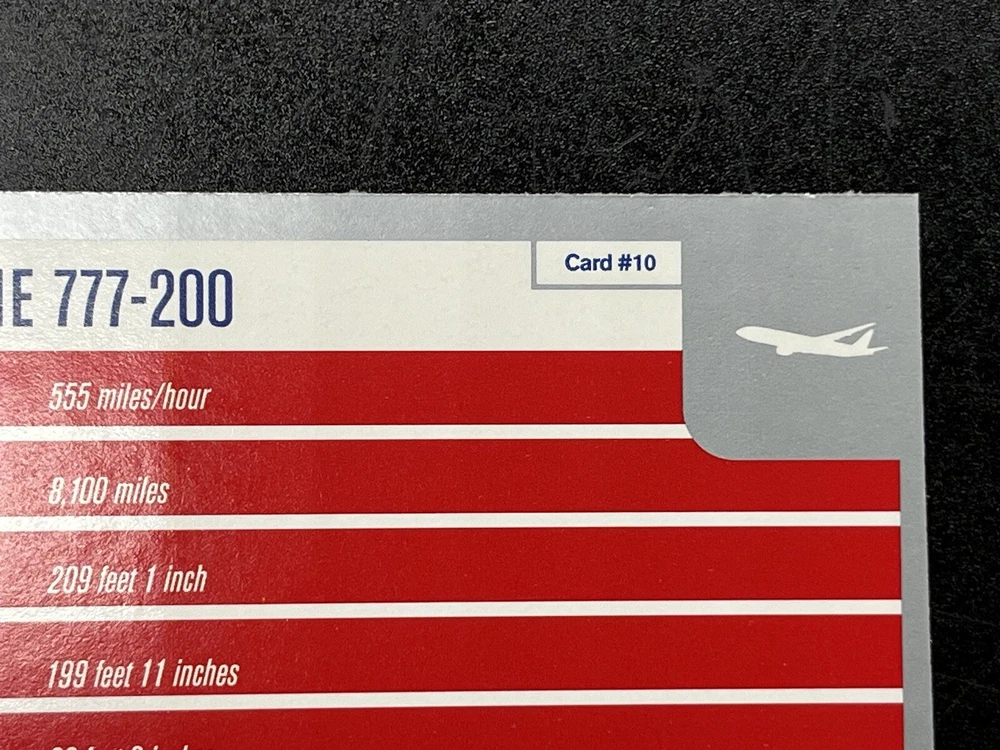 Card #10
777-200
555 miles/hour
8,100 miles
209 feet 1 inch
199 feet 11 inches